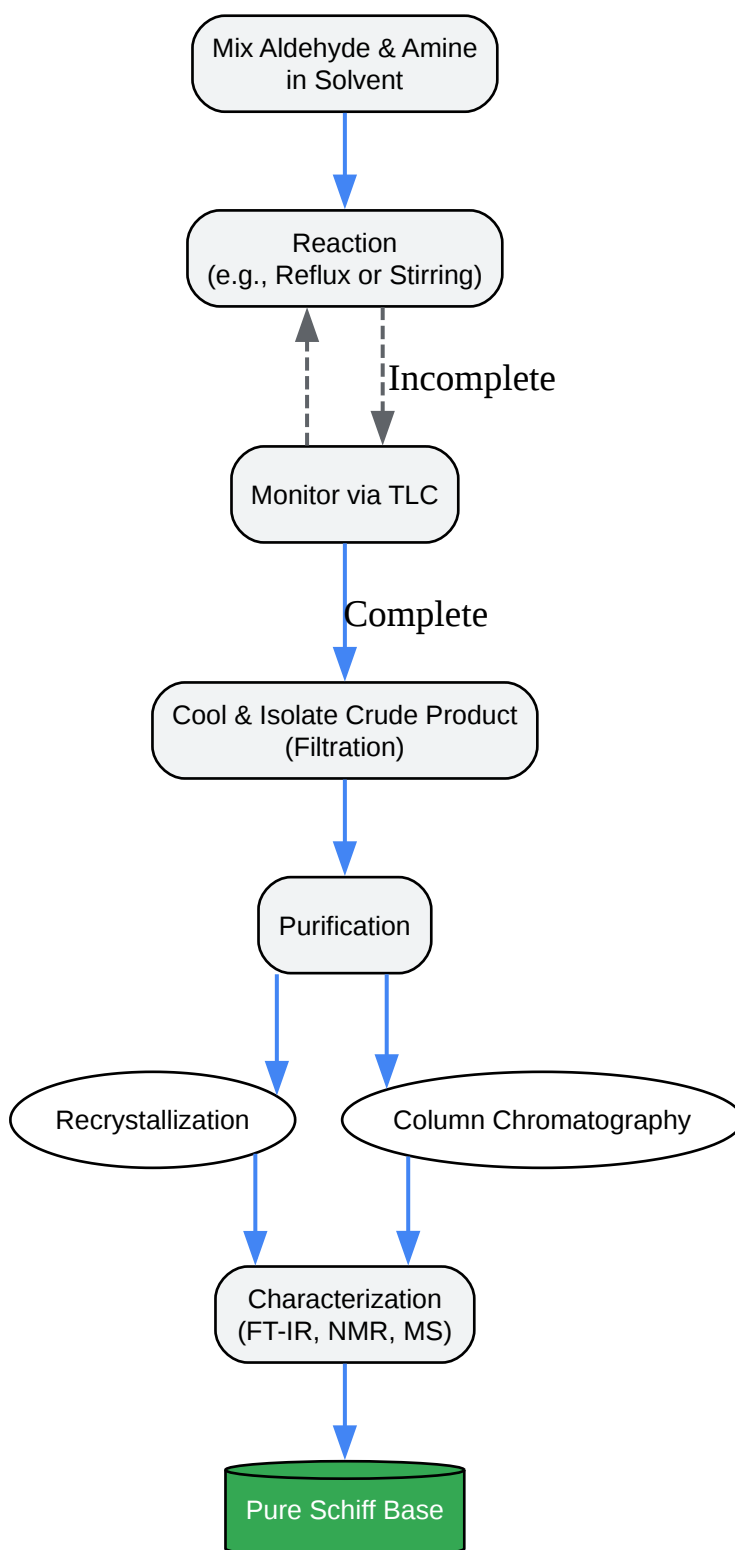 Mix Aldehyde & Amine
in Solvent
Reaction
(e.g., Reflux or Stirring)
Incomplete
Monitor via TLC
Complete
Cool & Isolate Crude Product
(Filtration)
Purification
Recrystallization
Column Chromatography
Characterization
(FT-IR, NMR, MS)
Pure Schiff Base